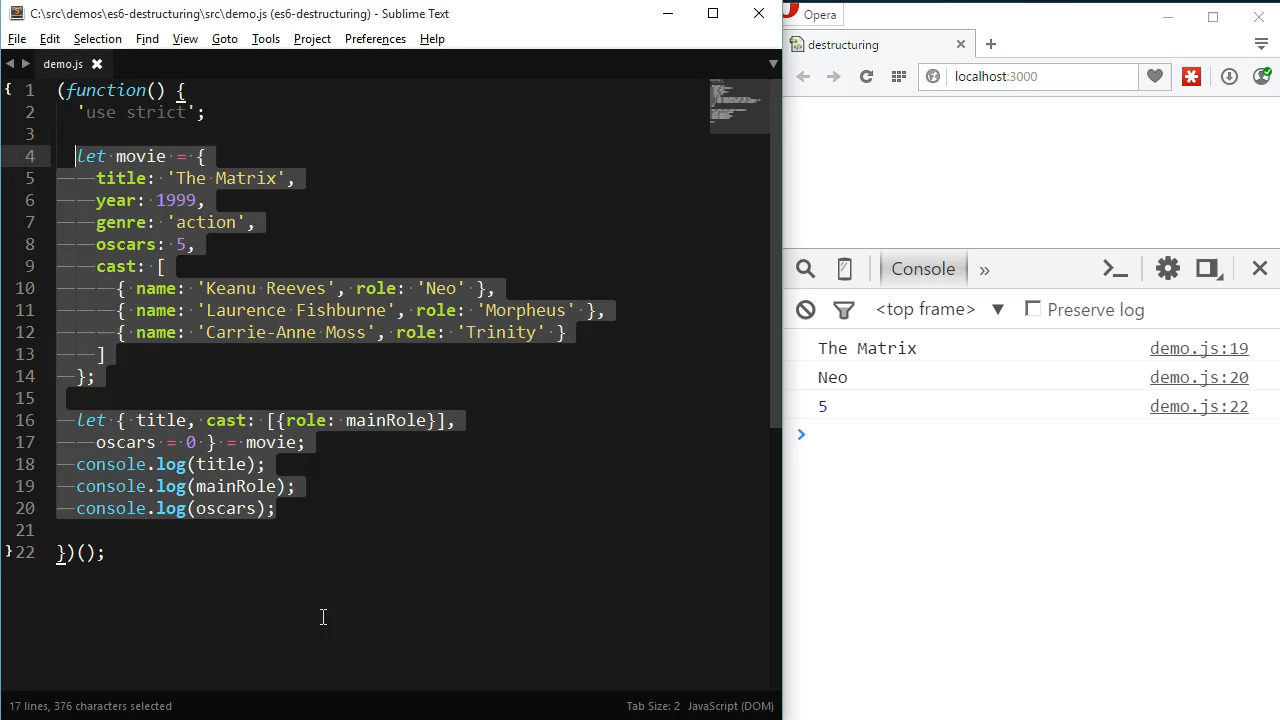 C:\src\demos\es6-destructuring\src\demo.js (es6-destructuring) - Sublime Text
File Edit Selection Find View Goto Tools Project Preferences Help
demo.js
1 (function() {
2 'use strict';
3
4 let movie = {
5 title: 'The Matrix',
6 year: 1999,
7 genre: 'action',
8 oscars: 5,
9 cast: [
10 { name: 'Keanu Reeves', role: 'Neo' },
11 { name: 'Laurence Fishburne', role: 'Morpheus' },
12 { name: 'Carrie-Anne Moss', role: 'Trinity' }
13 ]
14 };
15
16 let { title, cast: [{role: mainRole}],
17 oscars = 0 } = movie;
18 console.log(title);
19 console.log(mainRole);
20 console.log(oscars);
21
22 })();
17 lines, 376 characters selected
Tab Size: 2 JavaScript (DOM)
Opera
destructuring
localhost:3000
Console »
<top frame> Preserve log
The Matrix demo.js:19
Neo demo.js:20
5 demo.js:22